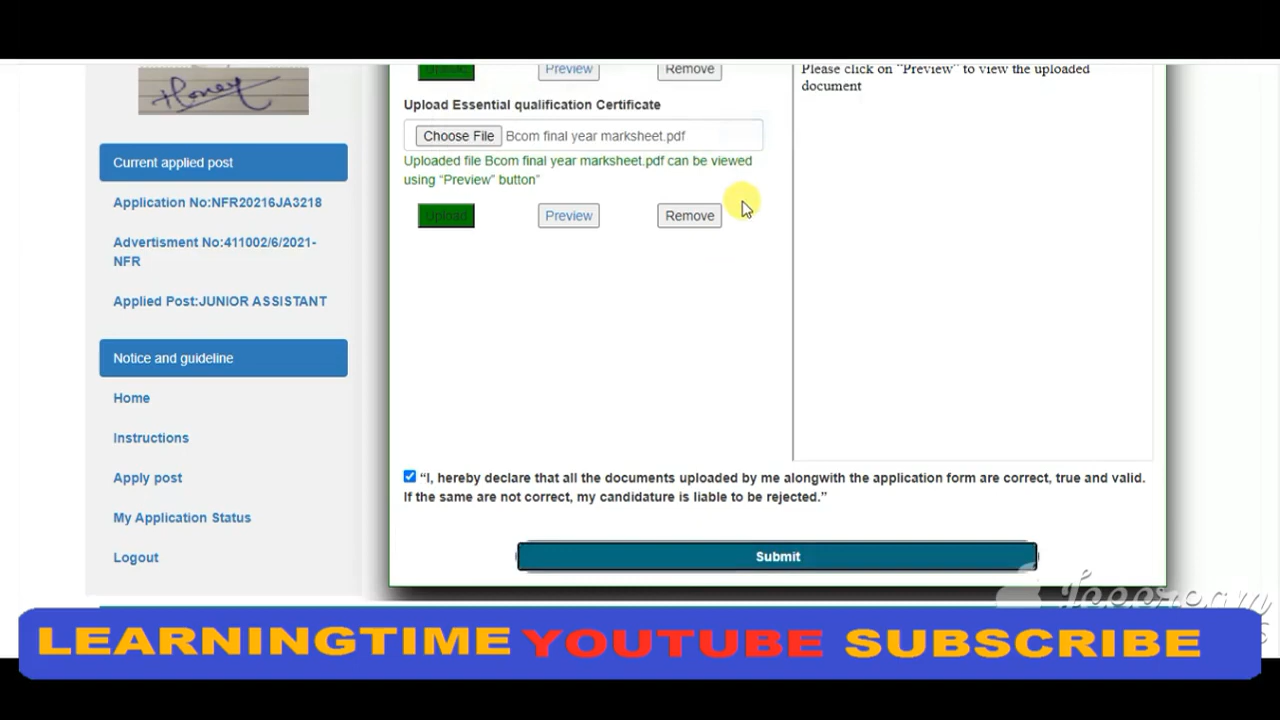 Preview
Remove
Please click on "Preview" to view the uploaded
document
Honey
Upload Essential qualification Certificate
Choose File Bcom final year marksheet.pdf
Uploaded file Bcom final year marksheet.pdf can be viewed
using "Preview" button"
Upload
Preview
Remove
Current applied post
Application No:NFR20216JA3218
Advertisment No:411002/6/2021-
NFR
Applied Post:JUNIOR ASSISTANT
Notice and guideline
Home
Instructions
Apply post
My Application Status
Logout
"I, hereby declare that all the documents uploaded by me alongwith the application form are correct, true and valid.
If the same are not correct, my candidature is liable to be rejected."
Submit
LEARNINGTIME YOUTUBE SUBSCRIBE